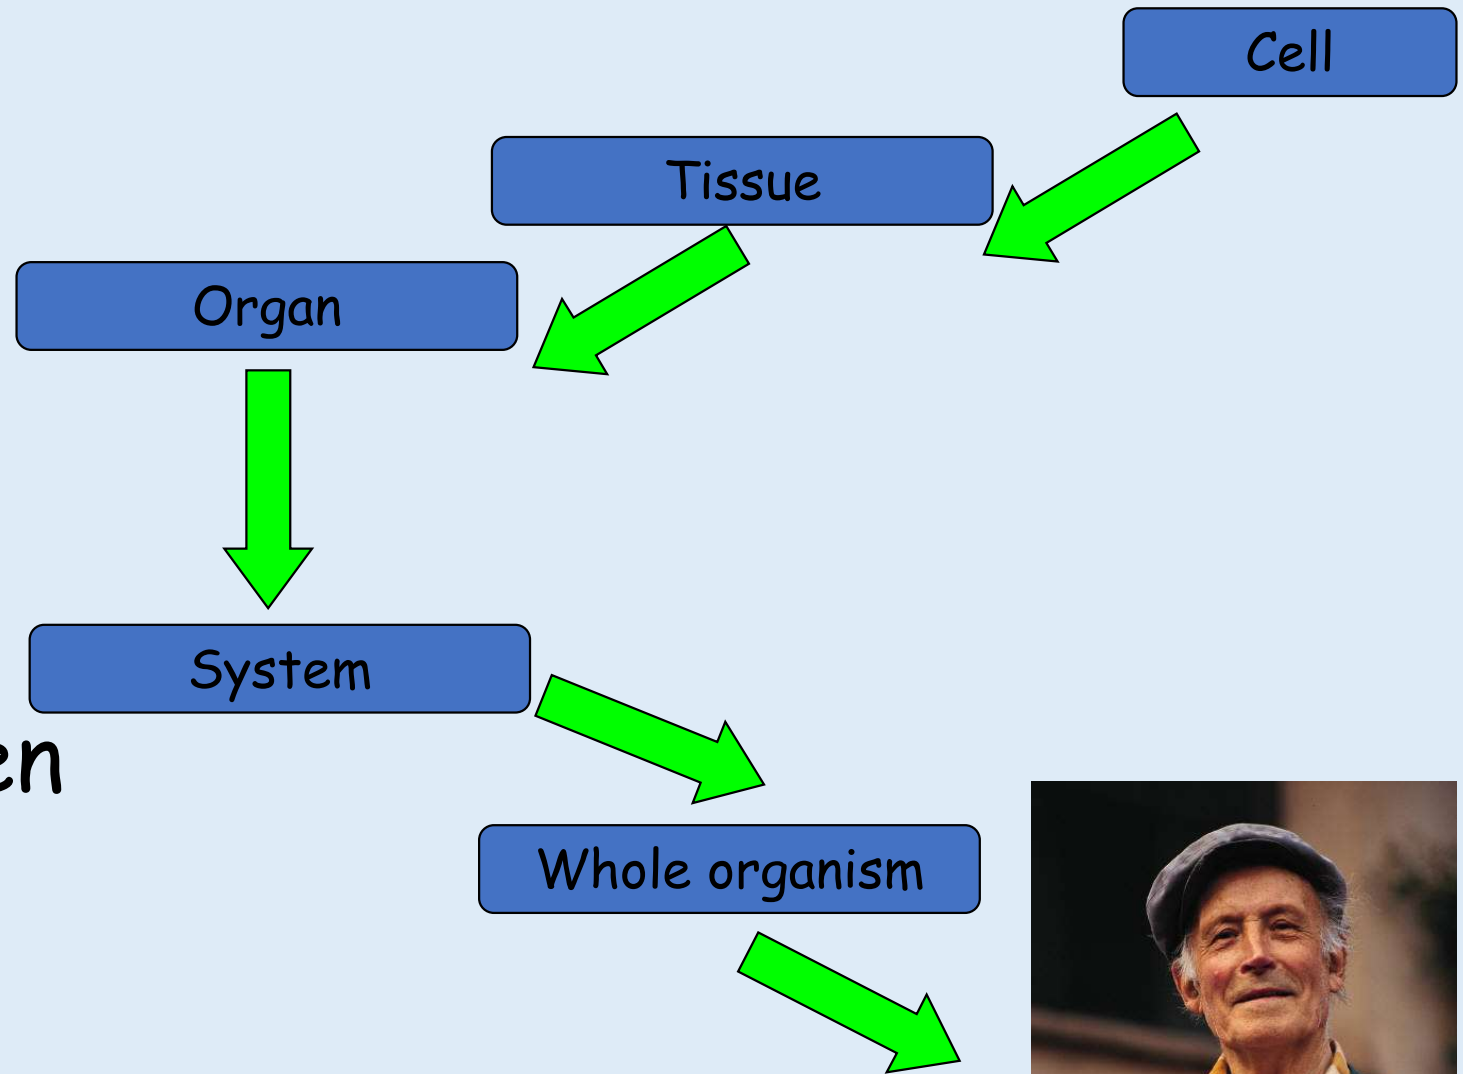 Cell
Tissue
Organ
System
Whole organism